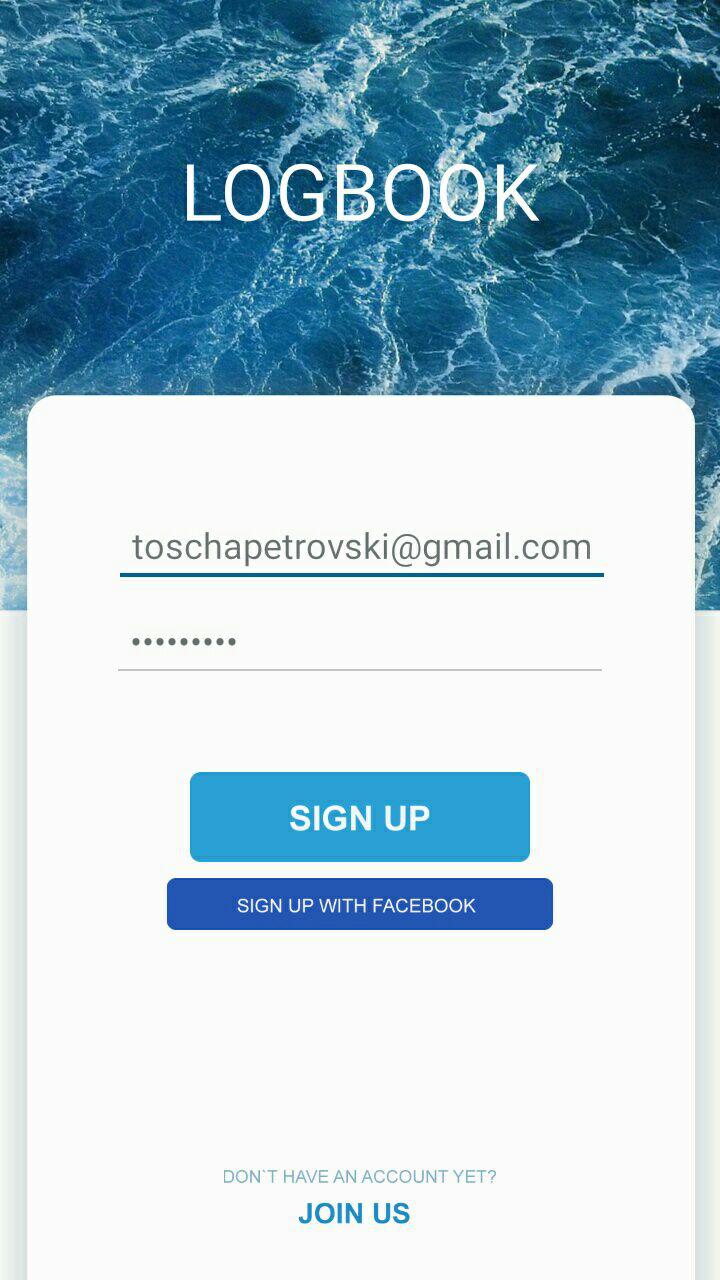 LOGBOOK
toschapetrovski@gmail.com
•••••••••
SIGN UP
SIGN UP WITH FACEBOOK
DON`T HAVE AN ACCOUNT YET?
JOIN US